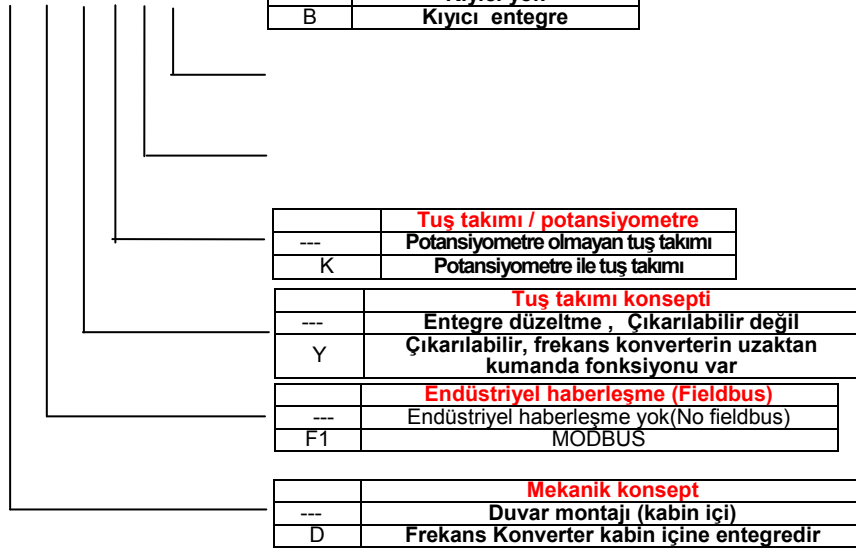 B Kıyıcı entegre
Tuş takımı / potansiyometre
--- Potansiyometre olmayan tuş takımı
K Potansiyometre ile tuş takımı
Tuş takımı konsepti
--- Entegre düzeltme , Çıkarılabilir değil
Y Çıkarılabilir, frekans konverterin uzaktan
kumanda fonksiyonu var
Endüstriyel haberleşme (Fieldbus)
--- Endüstriyel haberleşme yok(No fieldbus)
F1 MODBUS
Mekanik konsept
--- Duvar montajı (kabin içi)
D Frekans Konverter kabin içine entegredir